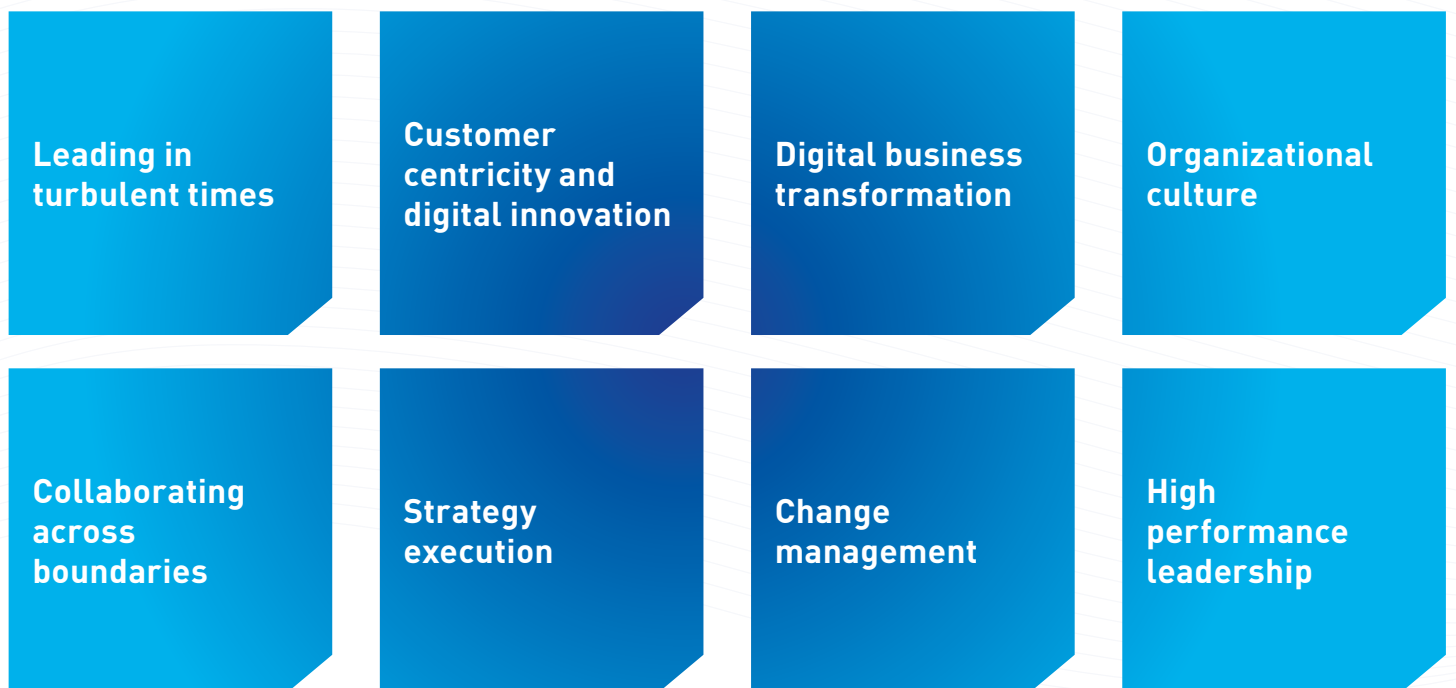 Leading in
turbulent times
Customer
centricity and
digital innovation
Digital business
transformation
Organizational
culture
Collaborating
across
boundaries
Strategy
execution
Change
management
High
performance
leadership